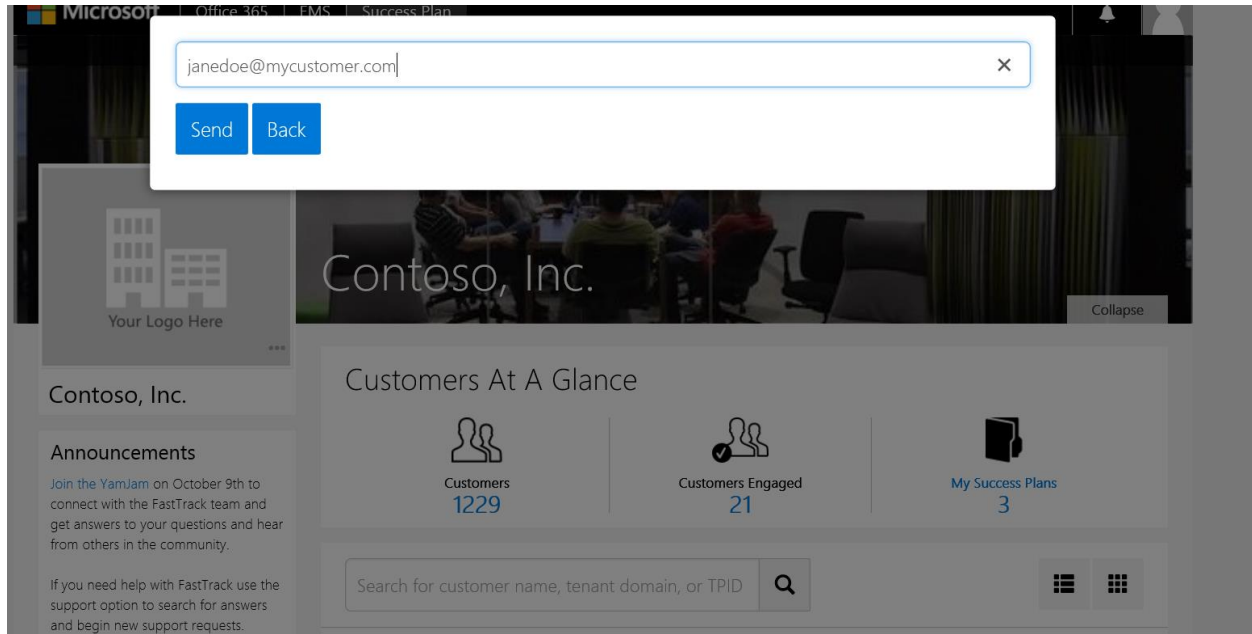 Microsoft Office 365 EMS Success Plan
janedoe@mycustomer.com
Send Back
Contoso, Inc.
Collapse
Your Logo Here
Contoso, Inc.
Announcements
Join the YamJam on October 9th to
connect with the FastTrack team and
get answers to your questions and hear
from others in the community.
If you need help with FastTrack use the
support option to search for answers
and begin new support requests.
Customers At A Glance
Customers
1229
Customers Engaged
21
My Success Plans
3
Search for customer name, tenant domain, or TPID